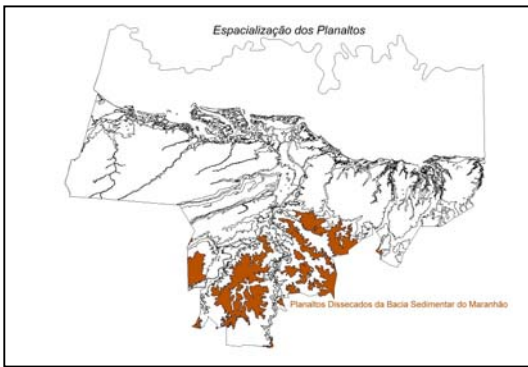 Espacialização dos Planaltos
Planaltos Dissecados da Bacia Sedimentar do Maranhão